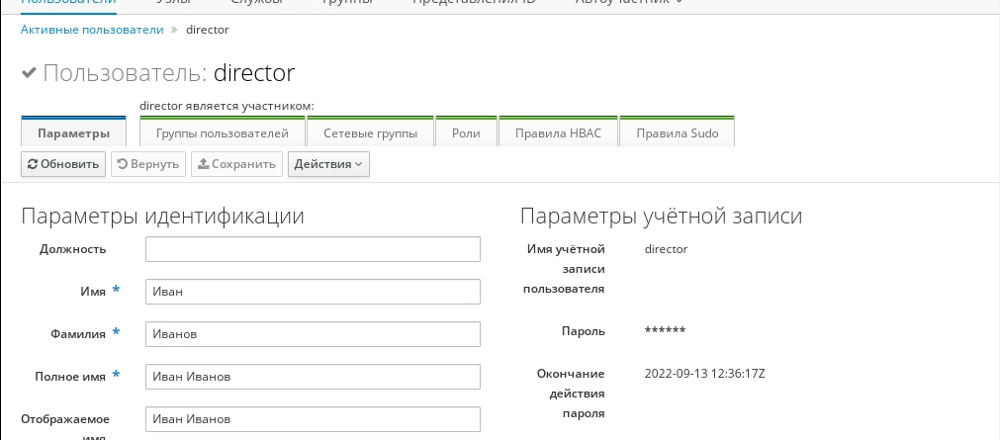 Пользователи Узлы Службы Группы Представления ID Автоучастник
Активные пользователи » director
Пользователь: director
director является участником:
Параметры Группы пользователей Сетевые группы Роли Правила HBAC Правила Sudo
Обновить Вернуть Сохранить Действия
Параметры идентификации
Должность
Имя * Иван
Фамилия * Иванов
Полное имя * Иван Иванов
Отображаемое Иван Иванов
имя
Параметры учётной записи
Имя учётной director
записи
пользователя
Пароль ******
Окончание 2022-09-13 12:36:17Z
действия
пароля